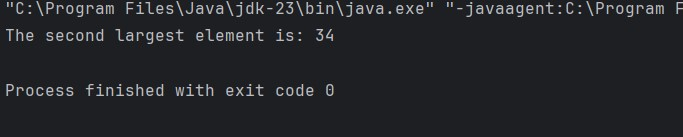 "C:\Program Files\Java\jdk-23\bin\java.exe" "-javaagent:C:\Program F
The second largest element is: 34
Process finished with exit code 0